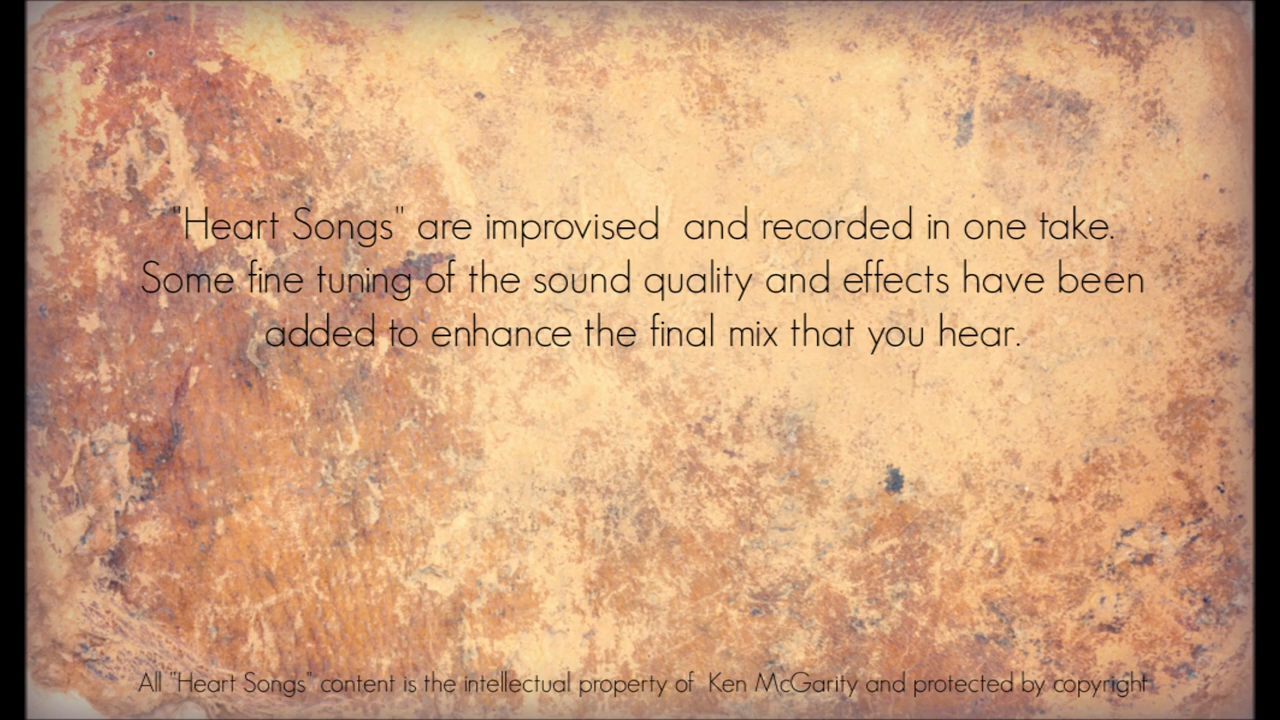 "Heart Songs" are improvised  and recorded in one take.
Some fine tuning of the sound quality and effects have been
added to enhance the final mix that you hear.
All "Heart Songs" content is the intellectual property of  Ken McGarity and protected by copyright